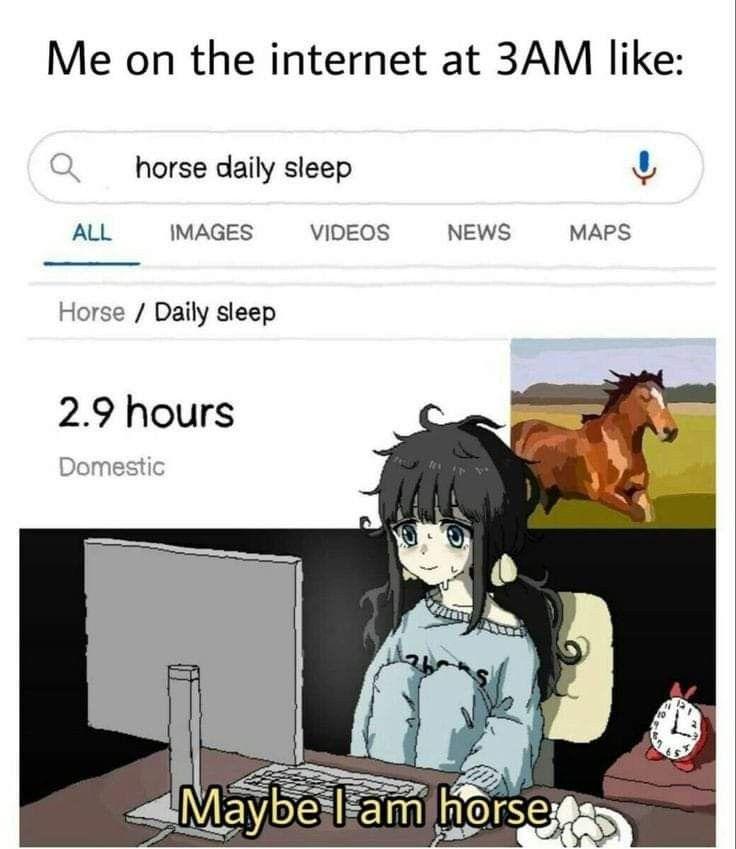 Me on the internet at 3AM like:
horse daily sleep
ALL IMAGES VIDEOS NEWS MAPS
Horse / Daily sleep
2.9 hours
Domestic
Maybe I am horse